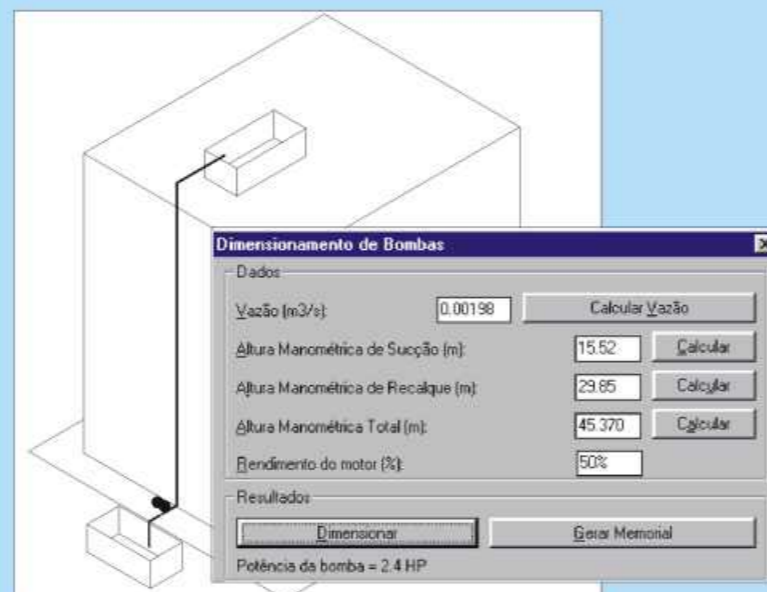 Dimensionamento de Bombas
Dados
Vazão (m3/s): 0.00198 Calcular Vazão
Altura Manométrica de Sucção (m): 15.52 Calcular
Altura Manométrica de Recalque (m): 29.85 Calcular
Altura Manométrica Total (m): 45.370 Calcular
Rendimento do motor (%): 50%
Resultados
Dimensionar Gerar Memorial
Potência da bomba = 2.4 HP